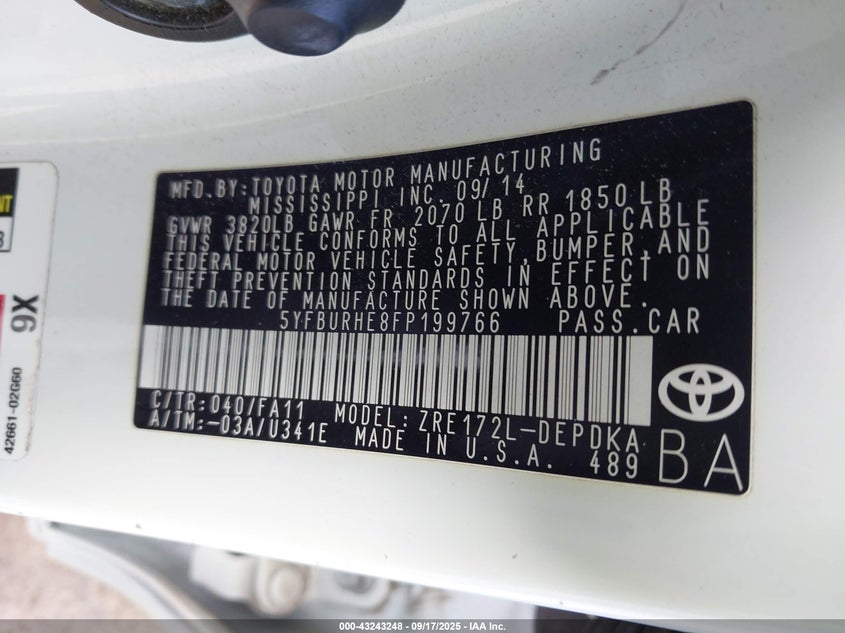 MFD. BY: TOYOTA MOTOR MANUFACTURING
MISSISSIPPI INC. 09/14
GVWR 3820LB GAWR FR 2070 LB RR 1850 LB
THIS VEHICLE CONFORMS TO ALL APPLICABLE
FEDERAL MOTOR VEHICLE SAFETY, BUMPER, AND
THEFT PREVENTION STANDARDS IN EFFECT ON
THE DATE OF MANUFACTURE SHOWN ABOVE.
5YFBURHE8FP199766 PASS. CAR
C/TR: 040/FA11 MODEL: ZRE172L-DEPDKA
A/TM: -03A/U341E MADE IN U.S.A. 489
BA
9X
42661-02G60
000-43243248 - 09/17/2025 - IAA Inc.